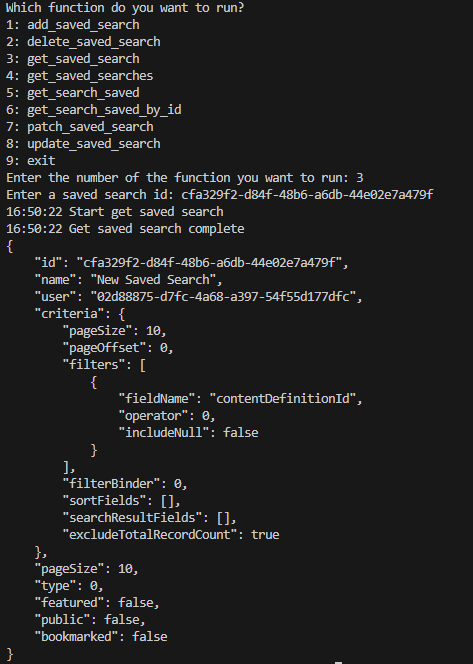 Which function do you want to run?
1: add_saved_search
2: delete_saved_search
3: get_saved_search
4: get_saved_searches
5: get_search_saved
6: get_search_saved_by_id
7: patch_saved_search
8: update_saved_search
9: exit
Enter the number of the function you want to run: 3
Enter a saved search id: cfa329f2-d84f-48b6-a6db-44e02e7a479f
16:50:22 Start get saved search
16:50:22 Get saved search complete
{
    "id": "cfa329f2-d84f-48b6-a6db-44e02e7a479f",
    "name": "New Saved Search",
    "user": "02d88875-d7fc-4a68-a397-54f55d177dfc",
    "criteria": {
        "pageSize": 10,
        "pageOffset": 0,
        "filters": [
            {
                "fieldName": "contentDefinitionId",
                "operator": 0,
                "includeNull": false
            }
        ],
        "filterBinder": 0,
        "sortFields": [],
        "searchResultFields": [],
        "excludeTotalRecordCount": true
    },
    "pageSize": 10,
    "type": 0,
    "featured": false,
    "public": false,
    "bookmarked": false
}